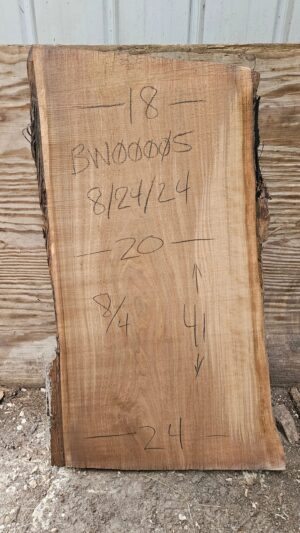 — 18 —
BW00005
8/24/24
— 20 —
8/4 41
— 24 —